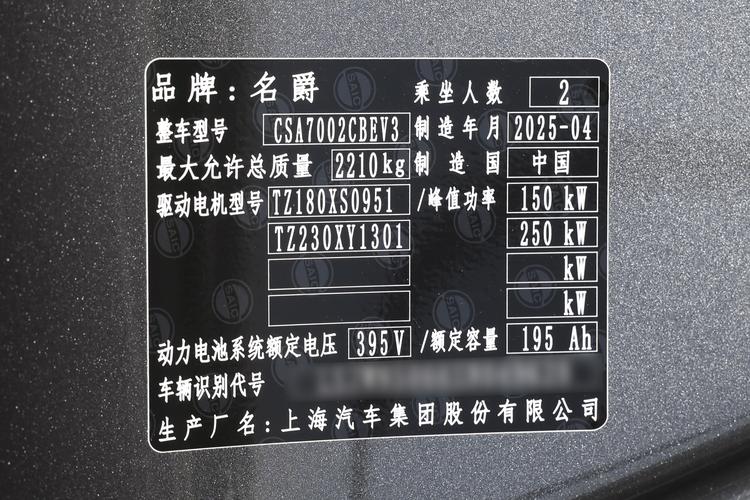 品牌：名爵 乘坐人数 2
整车型号 CSA7002CBEV3 制造年月 2025-04
最大允许总质量 2210kg 制造国 中国
驱动电机型号 TZ180XS0951 /峰值功率 150 kW
TZ230XY1301 250 kW
kW
kW
动力电池系统额定电压 395V /额定容量 195 Ah
车辆识别代号
生产厂名：上海汽车集团股份有限公司